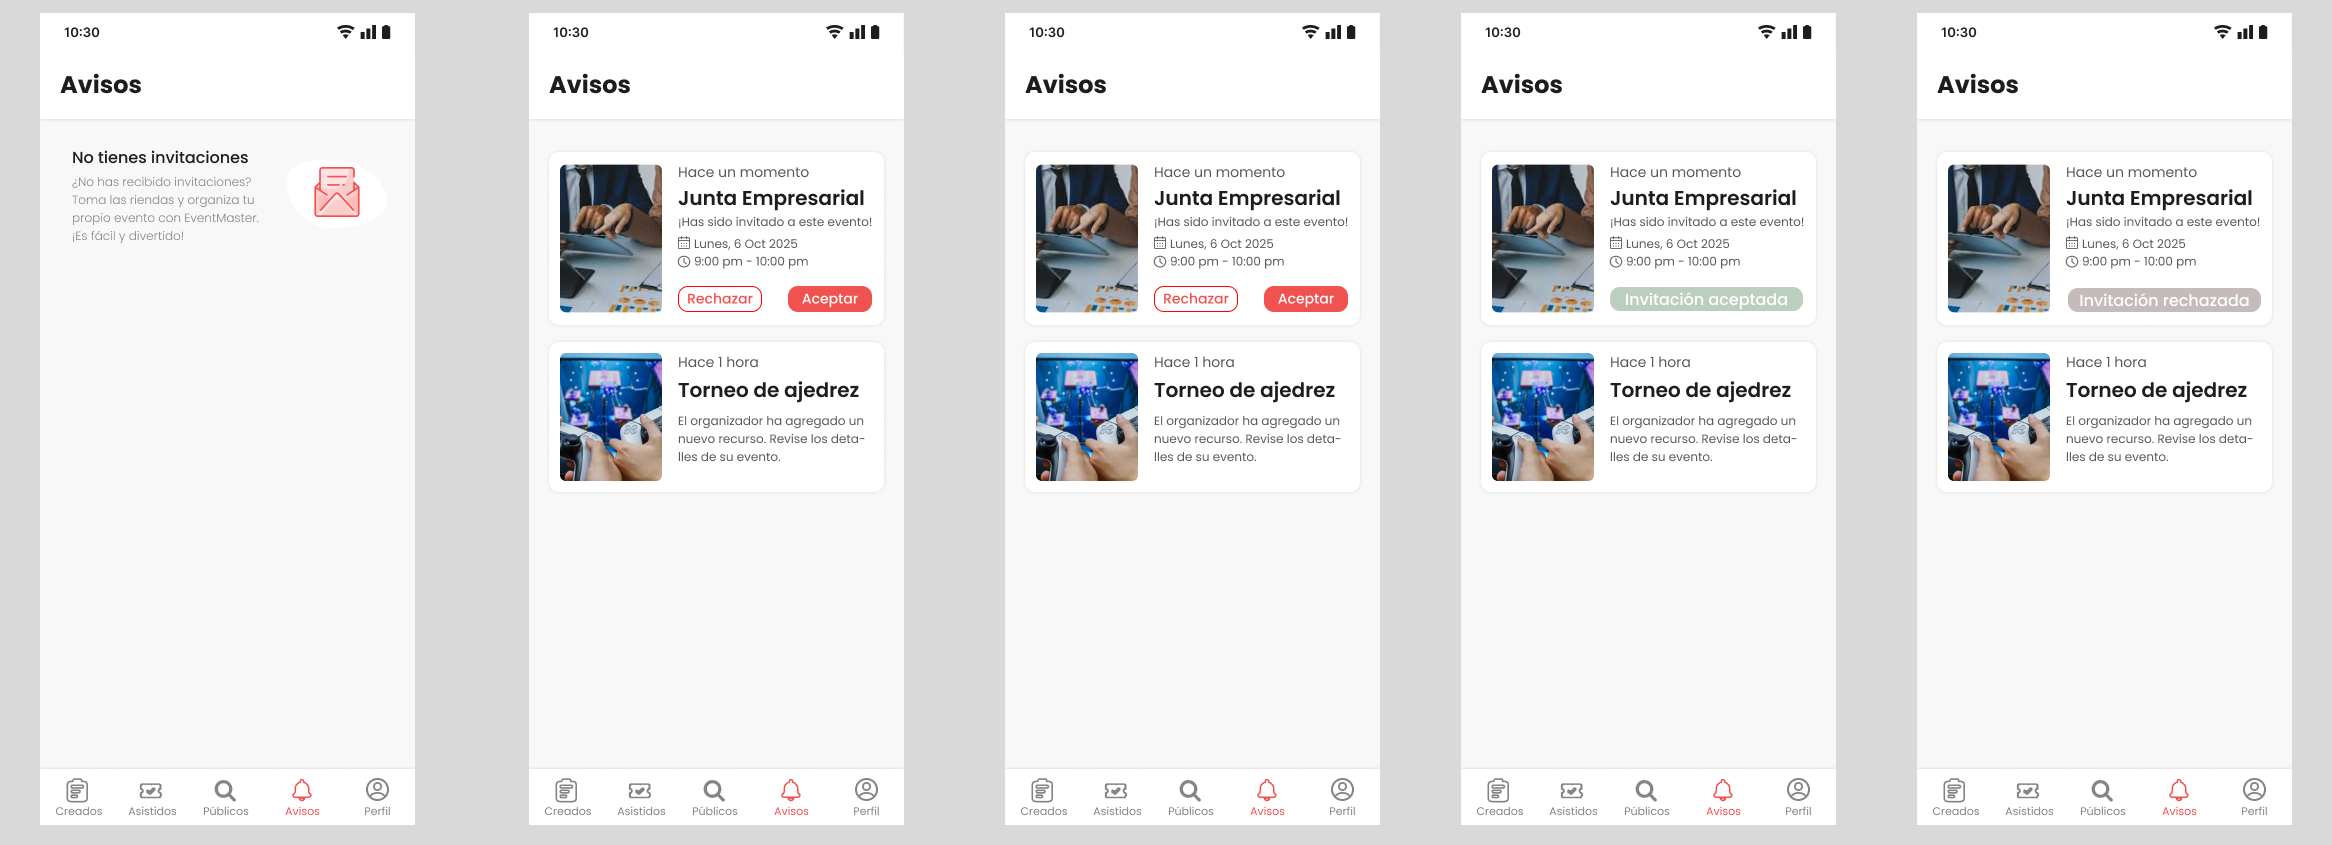 10:30
Avisos
No tienes invitaciones
¿No has recibido invitaciones?
Toma las riendas y organiza tu
propio evento con EventMaster.
¡Es fácil y divertido!
Creados
Asistidos
Públicos
Avisos
Perfil
10:30
Avisos
Hace un momento
Junta Empresarial
¡Has sido invitado a este evento!
Lunes, 6 Oct 2025
9:00 pm - 10:00 pm
Rechazar
Aceptar
Hace 1 hora
Torneo de ajedrez
El organizador ha agregado un
nuevo recurso. Revise los deta-
lles de su evento.
Creados
Asistidos
Públicos
Avisos
Perfil
10:30
Avisos
Hace un momento
Junta Empresarial
¡Has sido invitado a este evento!
Lunes, 6 Oct 2025
9:00 pm - 10:00 pm
Rechazar
Aceptar
Hace 1 hora
Torneo de ajedrez
El organizador ha agregado un
nuevo recurso. Revise los deta-
lles de su evento.
Creados
Asistidos
Públicos
Avisos
Perfil
10:30
Avisos
Hace un momento
Junta Empresarial
¡Has sido invitado a este evento!
Lunes, 6 Oct 2025
9:00 pm - 10:00 pm
Invitación aceptada
Hace 1 hora
Torneo de ajedrez
El organizador ha agregado un
nuevo recurso. Revise los deta-
lles de su evento.
Creados
Asistidos
Públicos
Avisos
Perfil
10:30
Avisos
Hace un momento
Junta Empresarial
¡Has sido invitado a este evento!
Lunes, 6 Oct 2025
9:00 pm - 10:00 pm
Invitación rechazada
Hace 1 hora
Torneo de ajedrez
El organizador ha agregado un
nuevo recurso. Revise los deta-
lles de su evento.
Creados
Asistidos
Públicos
Avisos
Perfil